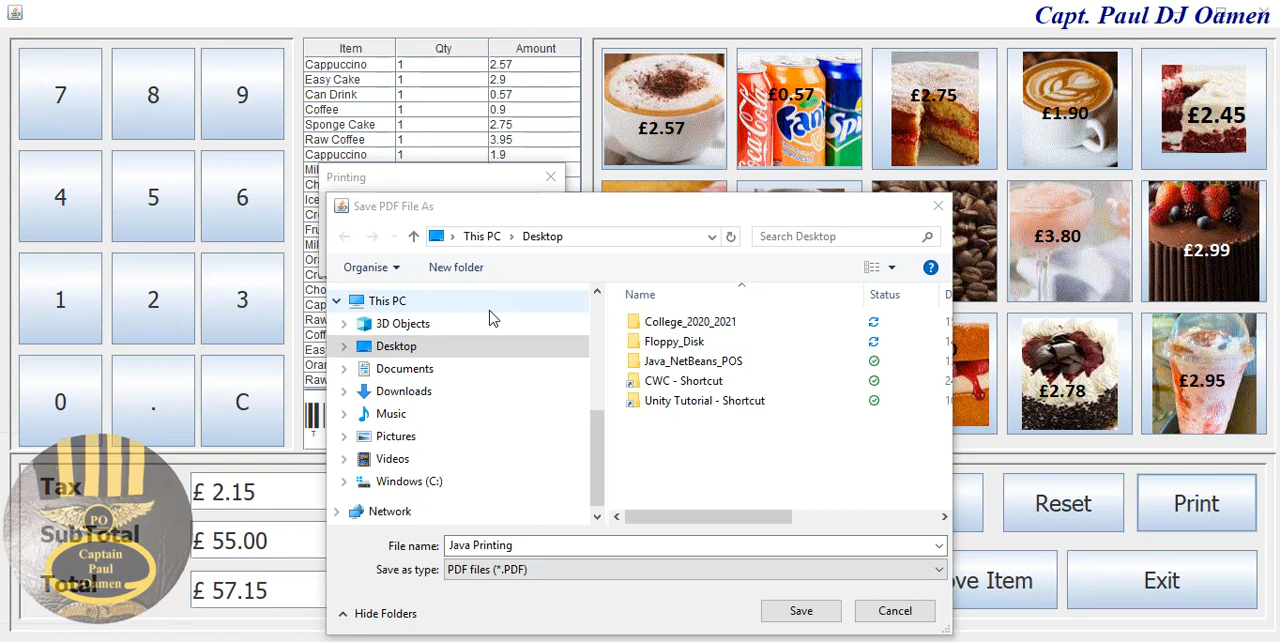 Capt. Paul DJ Oamen
7 8 9
4 5 6
1 2 3
0 . C
Item Qty Amount
Cappuccino 1 2.57
Easy Cake 1 2.9
Can Drink 1 0.57
Coffee 1 0.9
Sponge Cake 1 2.75
Raw Coffee 1 3.95
Cappuccino 1 1.9
£2.57 £0.57 £2.75 £1.90 £2.45
Coca-Cola Fanta
£3.80 £2.99
£2.78 £2.95
Printing
Save PDF File As
This PC Desktop
Search Desktop
Organise New folder
This PC
3D Objects
Desktop
Documents
Downloads
Music
Pictures
Videos
Windows (C:)
Network
Name Status
College_2020_2021
Floppy_Disk
Java_NetBeans_POS
CWC - Shortcut
Unity Tutorial - Shortcut
File name: Java Printing
Save as type: PDF files (*.PDF)
Hide Folders Save Cancel
Tax £ 2.15
SubTotal £ 55.00
Total £ 57.15
PO
Captain
Paul
Oamen
Reset Print
Item Exit